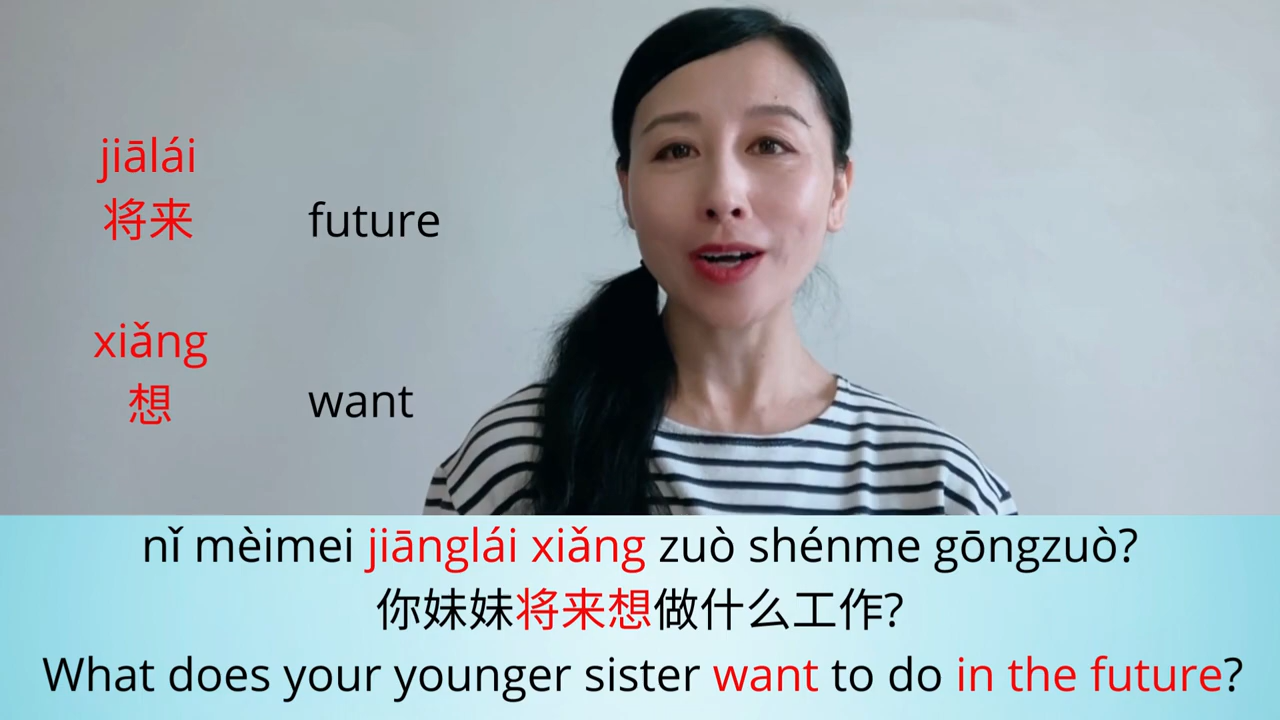 jiālái
将来 future
xiǎng
想 want
nǐ mèimei jiānglái xiǎng zuò shénme gōngzuò?
你妹妹将来想做什么工作?
What does your younger sister want to do in the future?